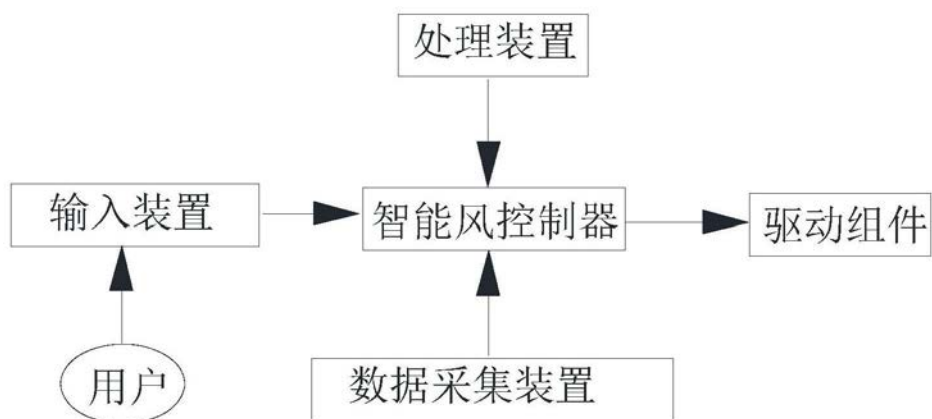 处理装置
输入装置
智能风控制器
驱动组件
用户
数据采集装置